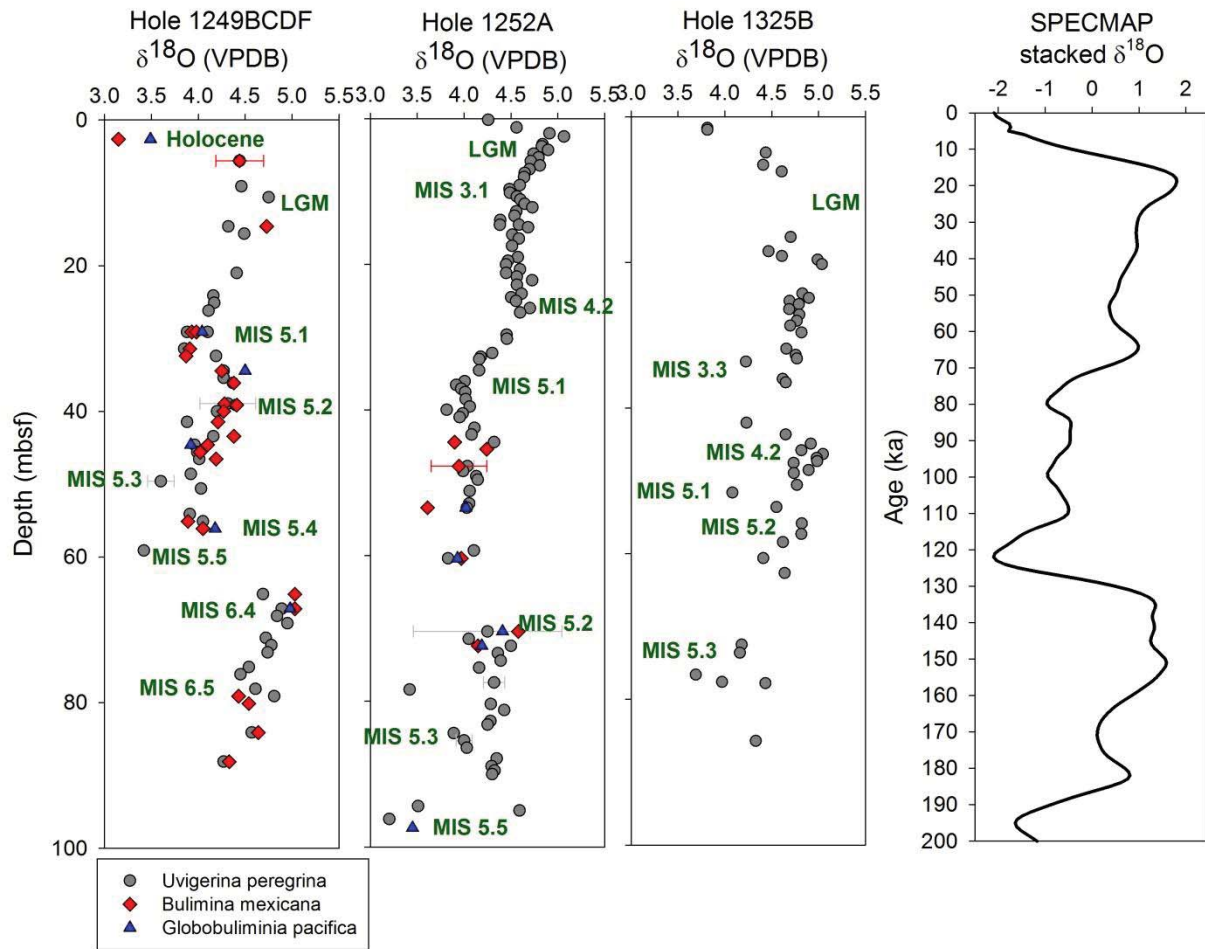 Hole 1249BCDF
δ18O (VPDB)
3.0 3.5 4.0 4.5 5.0 5.5
Hole 1252A
δ18O (VPDB)
3.0 3.5 4.0 4.5 5.0 5.5
Hole 1325B
δ18O (VPDB)
3.0 3.5 4.0 4.5 5.0 5.5
SPECMAP
stacked δ18O
-2 -1 0 1 2
Depth (mbsf)
0
20
40
60
80
100
Holocene
LGM
MIS 5.1
MIS 5.2
MIS 5.3
MIS 5.4
MIS 5.5
MIS 6.4
MIS 6.5
LGM
MIS 3.1
MIS 4.2
MIS 5.1
MIS 5.2
MIS 5.3
MIS 5.5
LGM
MIS 3.3
MIS 4.2
MIS 5.1
MIS 5.2
MIS 5.3
Age (ka)
0
10
20
30
40
50
60
70
80
90
100
110
120
130
140
150
160
170
180
190
200
Uvigerina peregrina
Bulimina mexicana
Globobuliminia pacifica